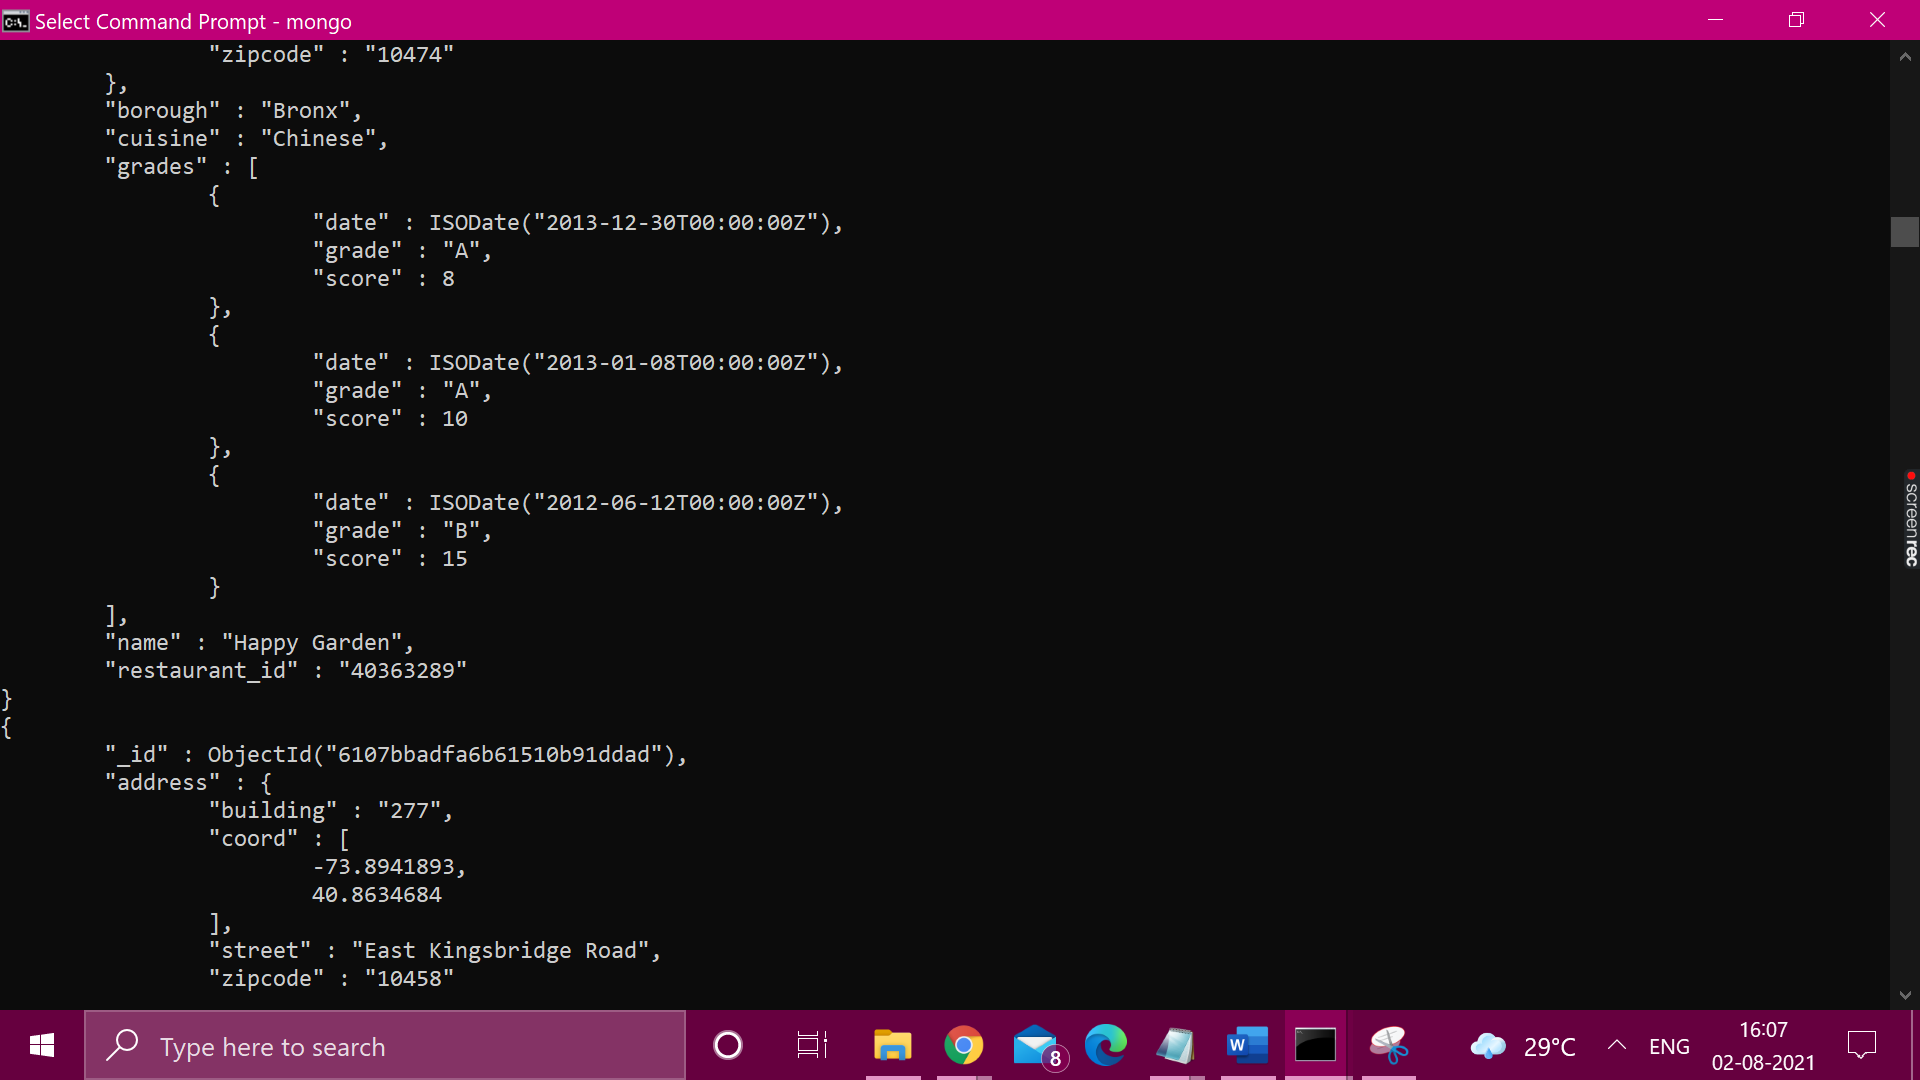 Select Command Prompt - mongo
"zipcode" : "10474"
},
"borough" : "Bronx",
"cuisine" : "Chinese",
"grades" : [
{
"date" : ISODate("2013-12-30T00:00:00Z"),
"grade" : "A",
"score" : 8
},
{
"date" : ISODate("2013-01-08T00:00:00Z"),
"grade" : "A",
"score" : 10
},
{
"date" : ISODate("2012-06-12T00:00:00Z"),
"grade" : "B",
"score" : 15
}
],
"name" : "Happy Garden",
"restaurant_id" : "40363289"
}
{
"_id" : ObjectId("6107bbadfa6b61510b91ddad"),
"address" : {
"building" : "277",
"coord" : [
-73.8941893,
40.8634684
],
"street" : "East Kingsbridge Road",
"zipcode" : "10458"
screenrec
Type here to search
8
W
29°C
ENG
16:07
02-08-2021